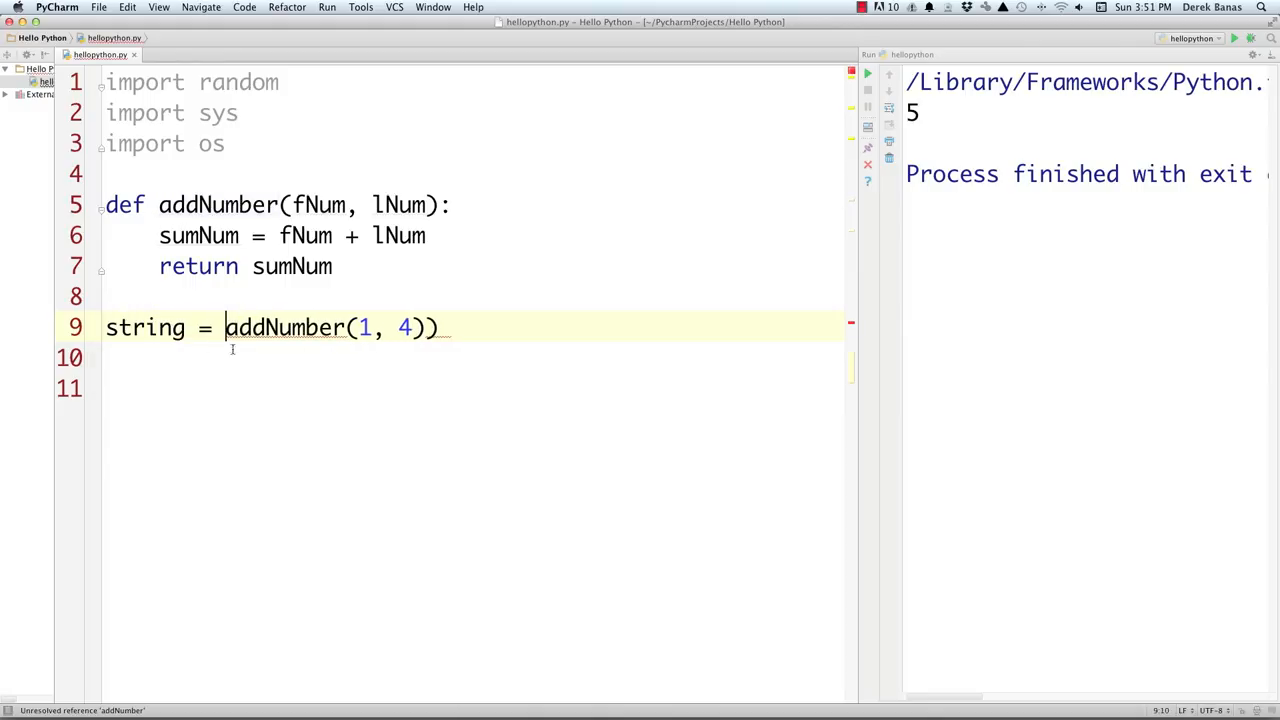 PyCharm File Edit View Navigate Code Refactor Run Tools VCS Window Help 10 Sun 3:51 PM Derek Banas
hellopython.py - Hello Python - [~/PycharmProjects/Hello Python]
Hello Python hellopython.py hellopython
hellopython.py Run hellopython
Hello P
hell
Extern
1 import random
2 import sys
3 import os
4
5 def addNumber(fNum, lNum):
6 sumNum = fNum + lNum
7 return sumNum
8
9 string = addNumber(1, 4))
10
11
/Library/Frameworks/Python.
5
Process finished with exit
Unresolved reference 'addNumber' 9:10 LF UTF-8